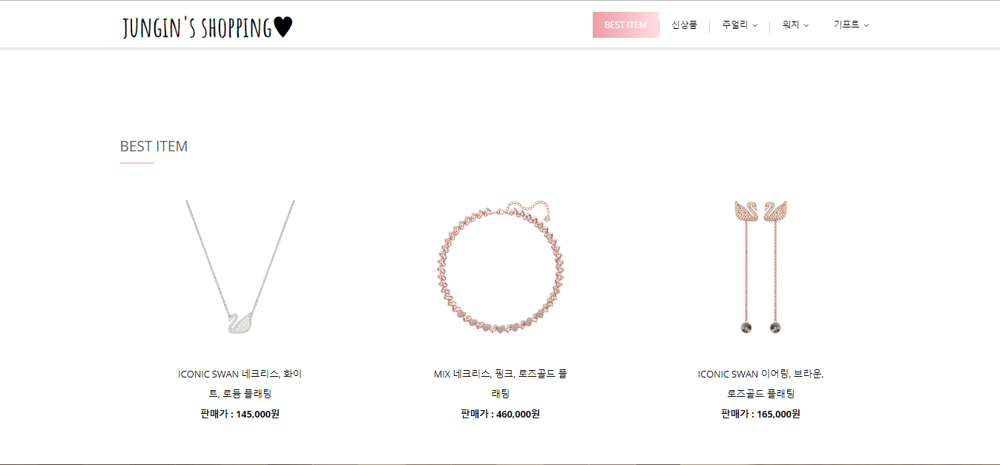 JUNGIN'S SHOPPING♥
BEST ITEM
신상품
주얼리
워치
기프트
BEST ITEM
ICONIC SWAN 네크리스, 화이
트, 로듐 플래팅
판매가 : 145,000원
MIX 네크리스, 핑크, 로즈골드 플
래팅
판매가 : 460,000원
ICONIC SWAN 이어링, 브라운,
로즈골드 플래팅
판매가 : 165,000원